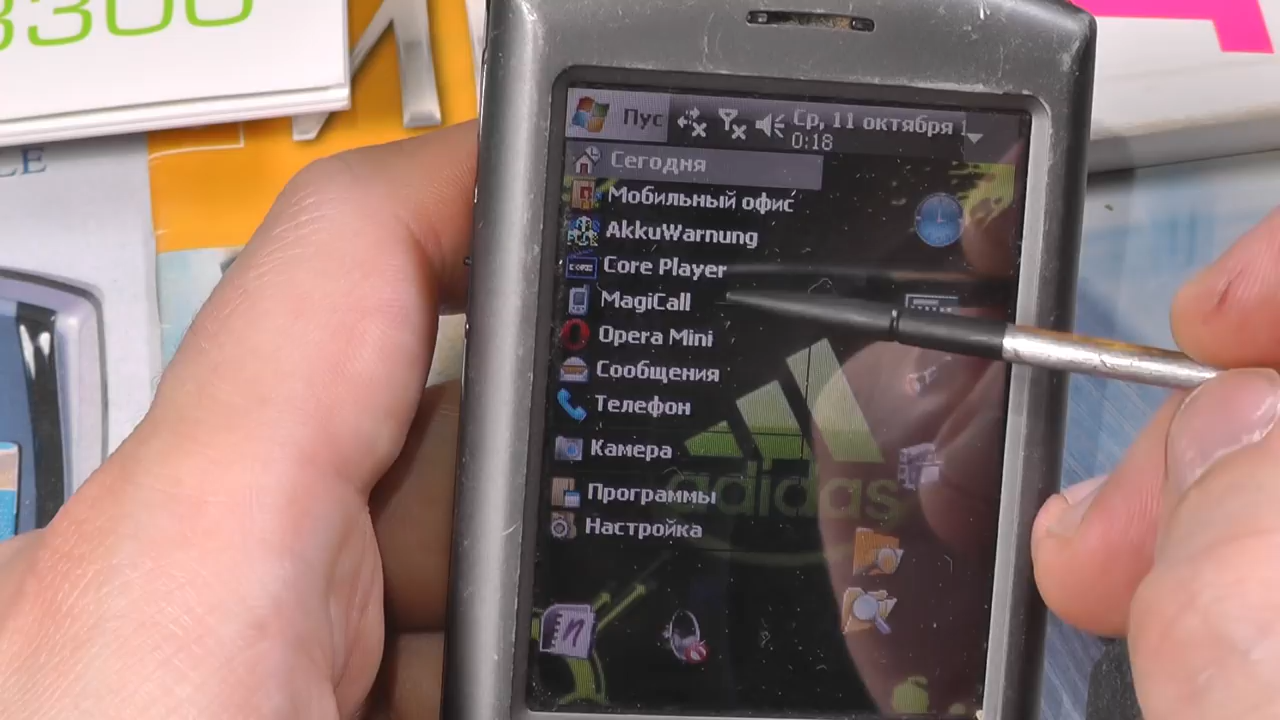 3300
Пус
Ср, 11 октября
0:18
Сегодня
Мобильный офис
AkkuWarnung
Core Player
MagiCall
Opera Mini
Сообщения
Телефон
Камера
Программы
Настройка
adidas